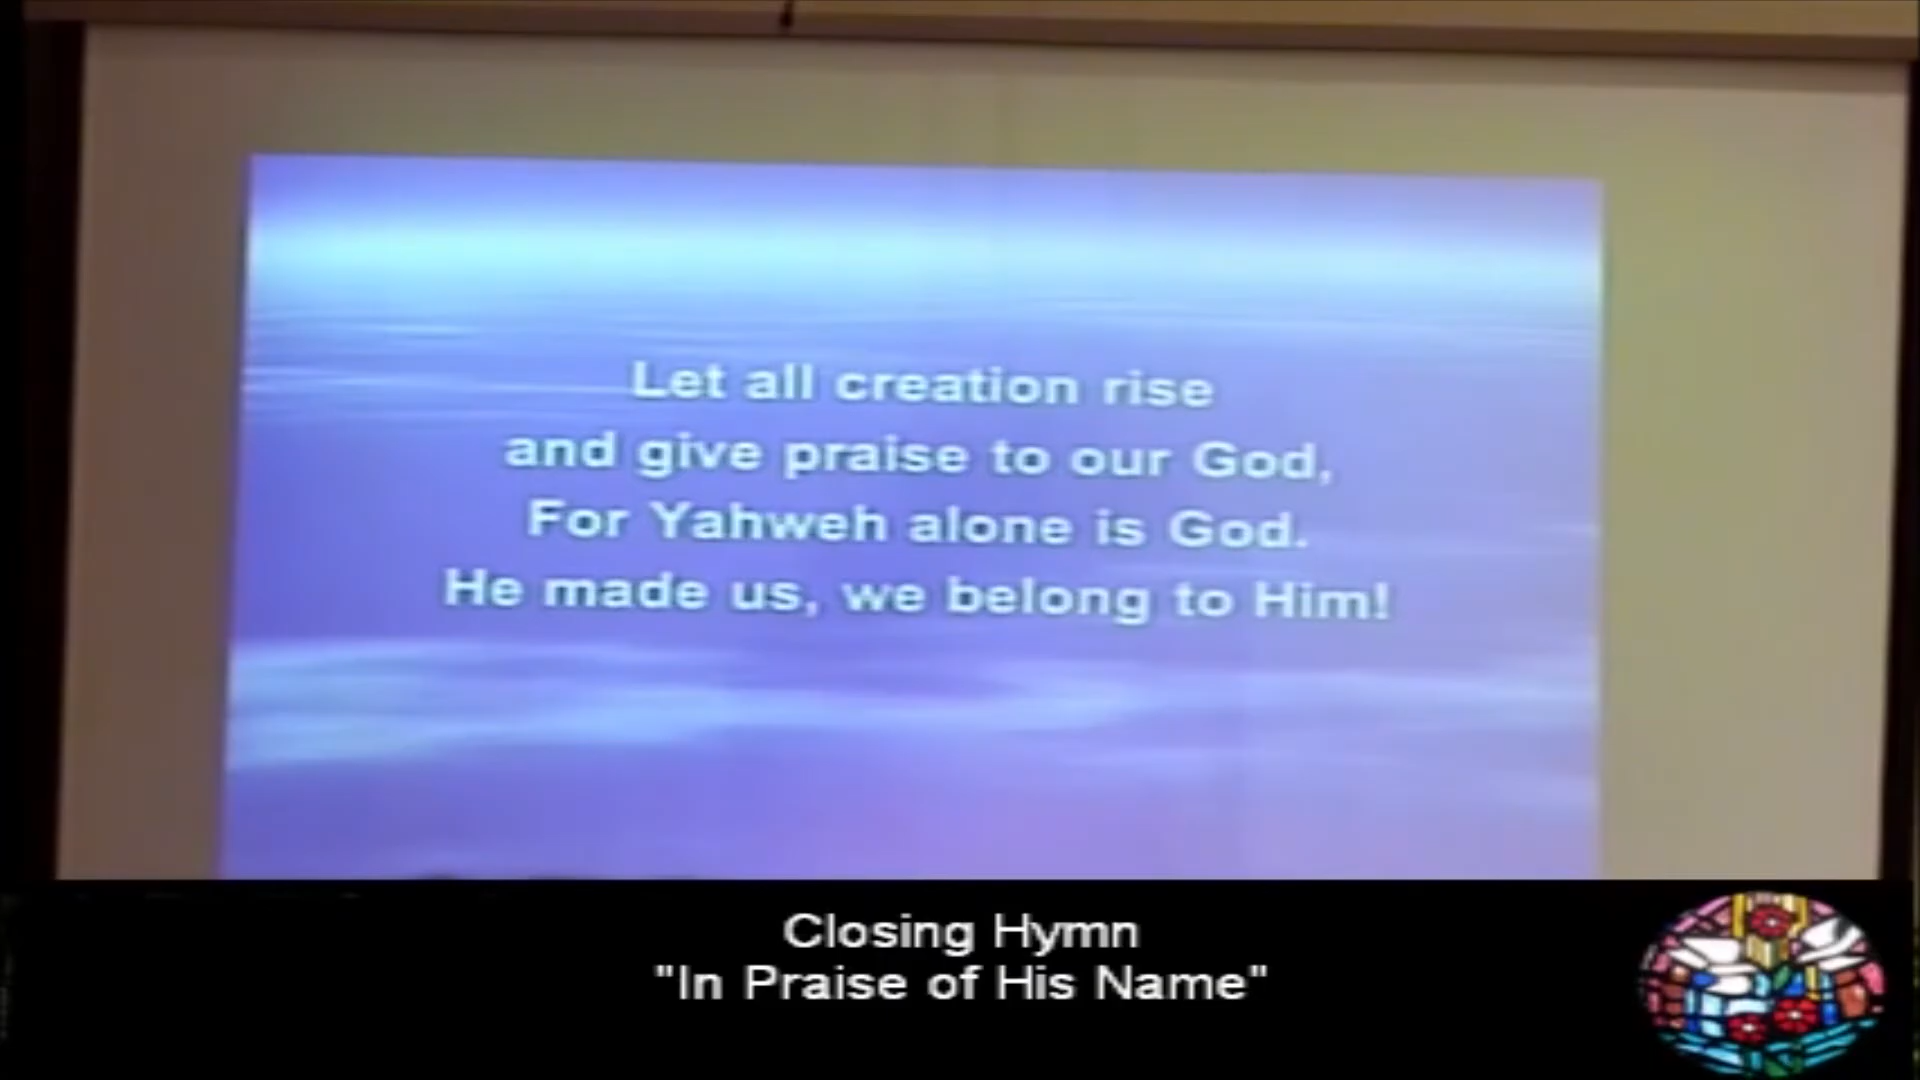 Let all creation rise
and give praise to our God,
For Yahweh alone is God.
He made us, we belong to Him!
Closing Hymn
"In Praise of His Name"